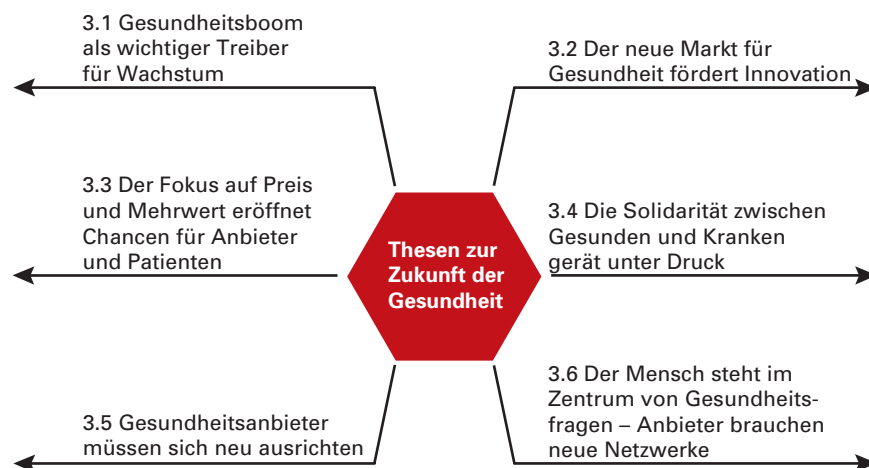 3.1 Gesundheitsboom
als wichtiger Treiber
für Wachstum
3.2 Der neue Markt für
Gesundheit fördert Innovation
3.3 Der Fokus auf Preis
und Mehrwert eröffnet
Chancen für Anbieter
und Patienten
Thesen zur
Zukunft der
Gesundheit
3.4 Die Solidarität zwischen
Gesunden und Kranken
gerät unter Druck
3.5 Gesundheitsanbieter
müssen sich neu ausrichten
3.6 Der Mensch steht im
Zentrum von Gesundheits-
fragen – Anbieter brauchen
neue Netzwerke